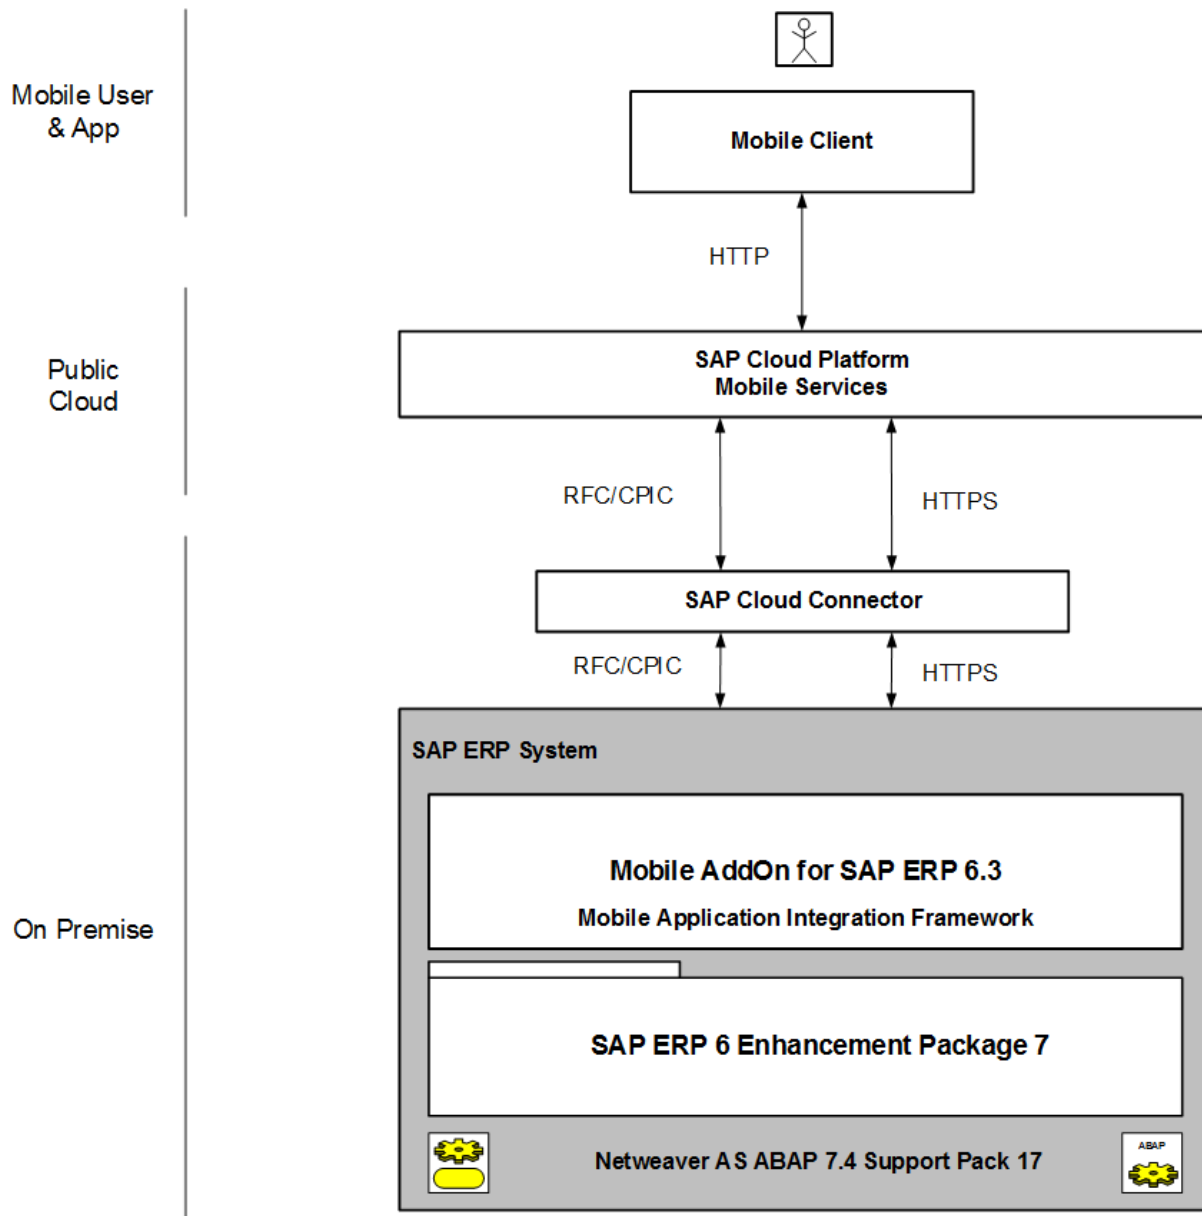 Mobile User
& App
Mobile Client
HTTP
Public
Cloud
SAP Cloud Platform
Mobile Services
RFC/CPIC
HTTPS
SAP Cloud Connector
RFC/CPIC
HTTPS
On Premise
SAP ERP System
Mobile AddOn for SAP ERP 6.3
Mobile Application Integration Framework
SAP ERP 6 Enhancement Package 7
Netweaver AS ABAP 7.4 Support Pack 17
ABAP